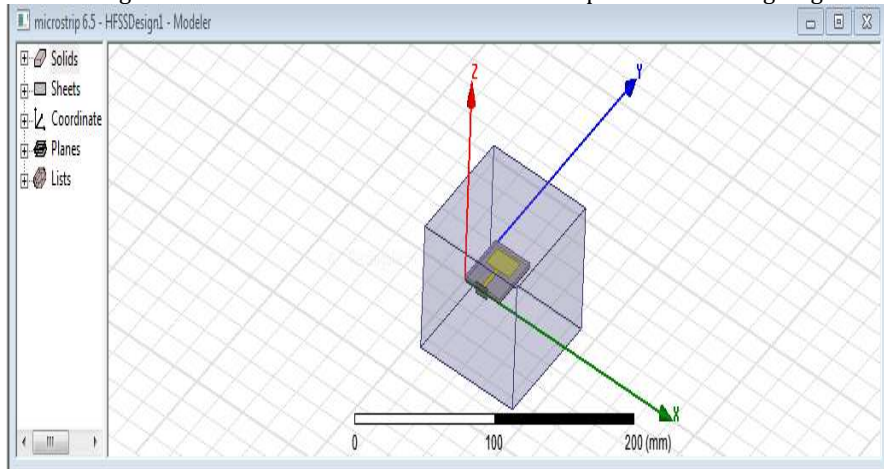 microstrip 6.5 - HFSSDesign1 - Modeler
Solids
Sheets
Coordinate
Planes
Lists
Z
Y
X
0
100
200 (mm)